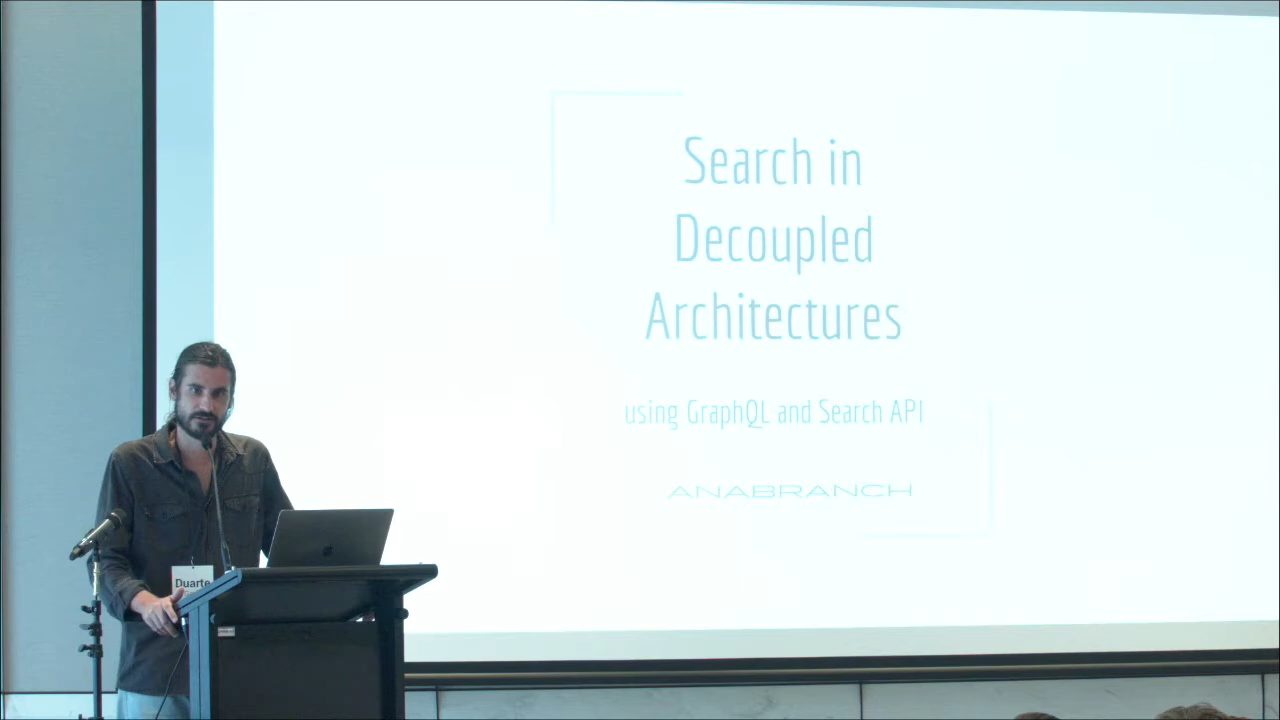 Search in
Decoupled
Architectures
using GraphQL and Search API
ANABRANCH
Duarte